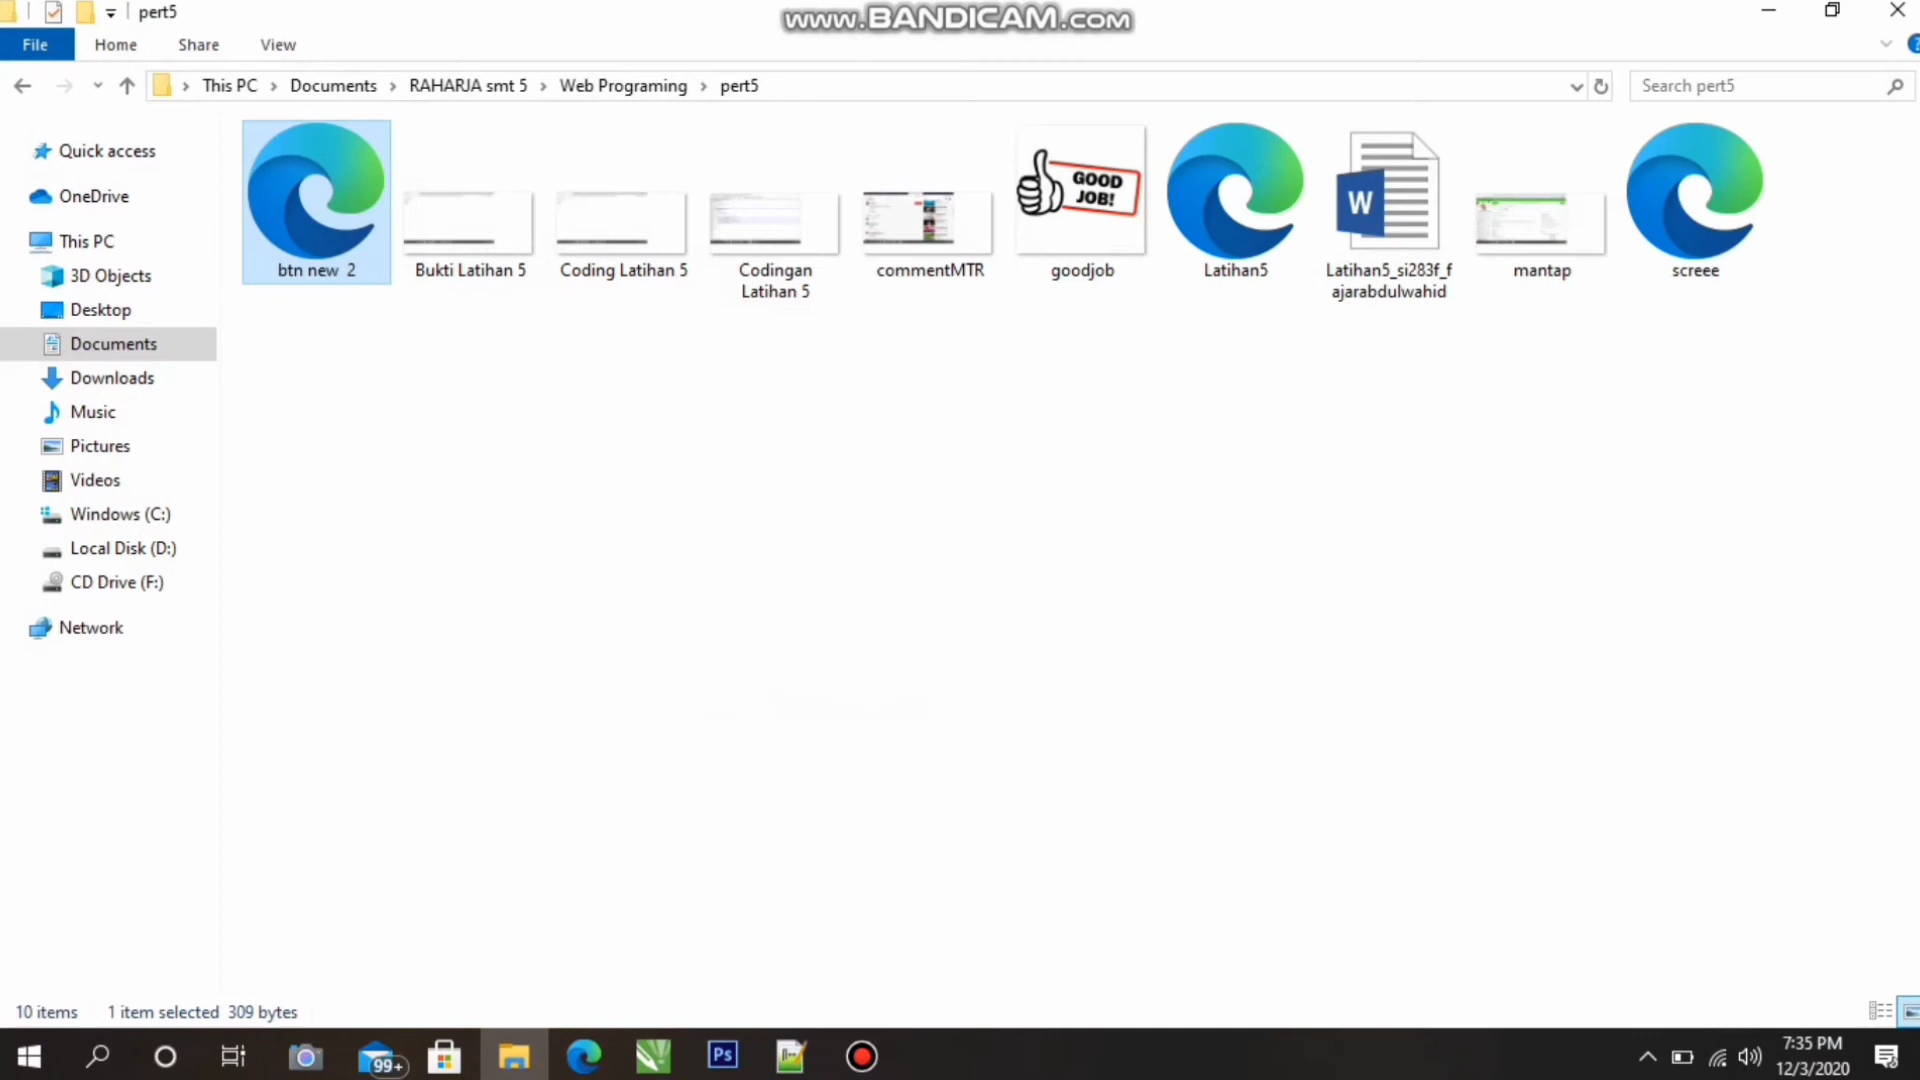 pert5
www.BANDICAM.com
File
Home
Share
View
This PC
Documents
RAHARJA smt 5
Web Programing
pert5
Search pert5
Quick access
OneDrive
This PC
3D Objects
Desktop
Documents
Downloads
Music
Pictures
Videos
Windows (C:)
Local Disk (D:)
CD Drive (F:)
Network
GOOD
JOB!
W
btn new 2
Bukti Latihan 5
Coding Latihan 5
Codingan
Latihan 5
commentMTR
goodjob
Latihan5
Latihan5_si283f_f
ajarabdulwahid
mantap
screee
10 items
1 item selected 309 bytes
99+
Ps
7:35 PM
12/3/2020